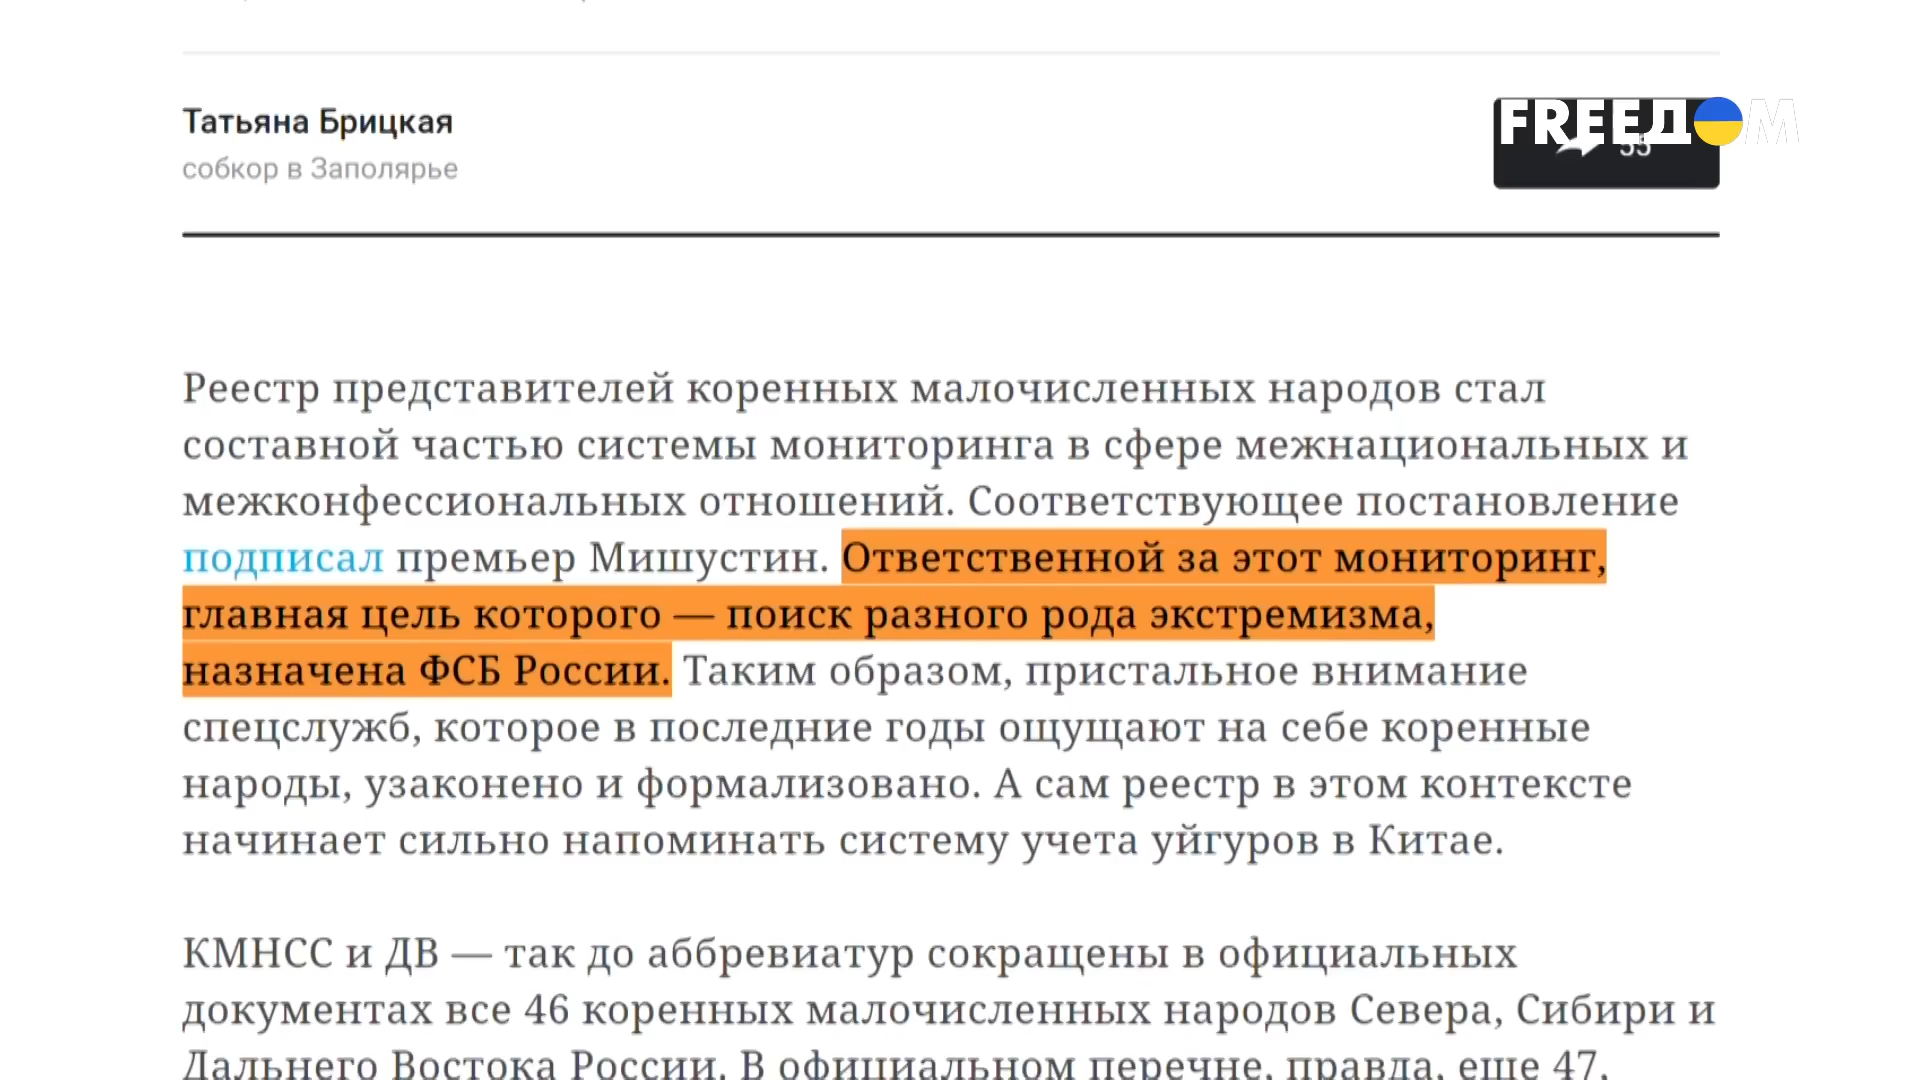 Татьяна Брицкая
собкор в Заполярье
FREEДОМ
55
Реестр представителей коренных малочисленных народов стал
составной частью системы мониторинга в сфере межнациональных и
межконфессиональных отношений. Соответствующее постановление
подписал премьер Мишустин. Ответственной за этот мониторинг,
главная цель которого — поиск разного рода экстремизма,
назначена ФСБ России. Таким образом, пристальное внимание
спецслужб, которое в последние годы ощущают на себе коренные
народы, узаконено и формализовано. А сам реестр в этом контексте
начинает сильно напоминать систему учета уйгуров в Китае.
КМНСС и ДВ — так до аббревиатур сокращены в официальных
документах все 46 коренных малочисленных народов Севера, Сибири и
Дальнего Востока России. В официальном перечне, правда, еще 47,